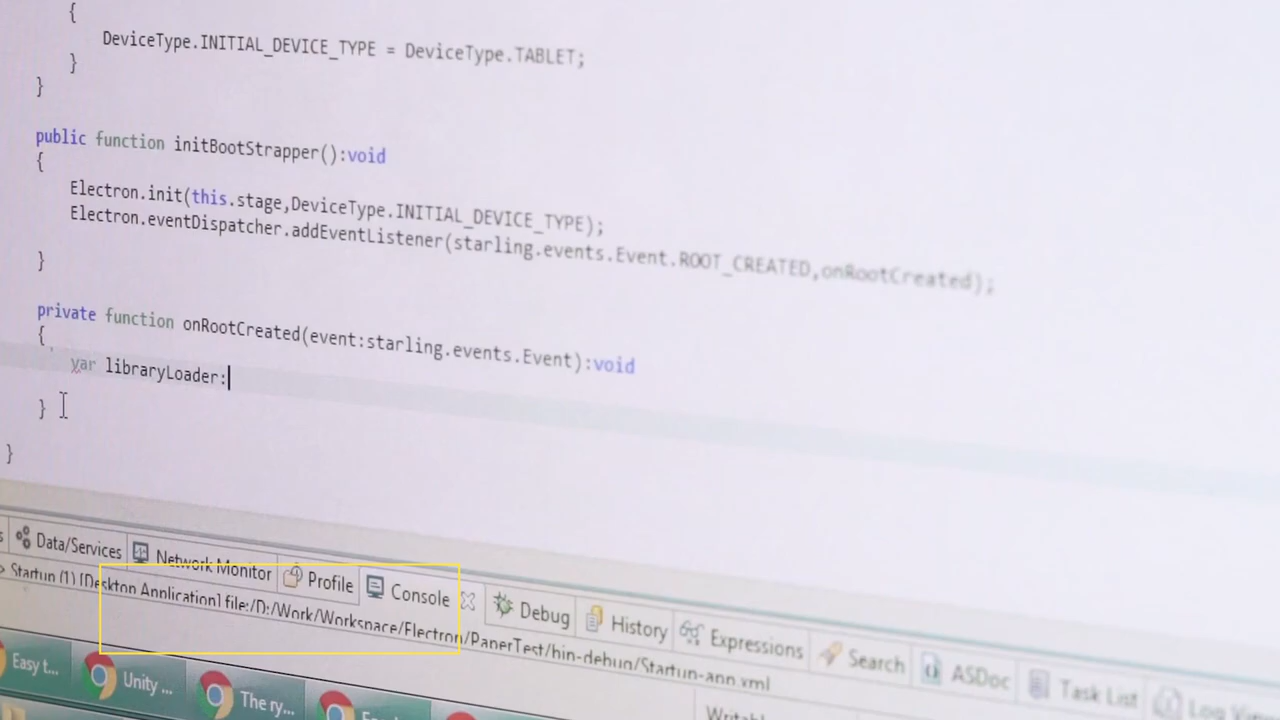 {
DeviceType.INITIAL_DEVICE_TYPE = DeviceType.TABLET;
}
}
public function initBootStrapper():void
{
Electron.init(this.stage,DeviceType.INITIAL_DEVICE_TYPE);
Electron.eventDispatcher.addEventListener(starling.events.Event.ROOT_CREATED,onRootCreated);
}
private function onRootCreated(event:starling.events.Event):void
{
var libraryLoader:
}
}
Data/Services Network Monitor Profile Console Debug History Expressions Search ASDoc Task List Log View
Startup (1) [Desktop Application] file:/D:/Work/Workspace/Electron/PaperTest/bin-debug/Startup-app.xml
Easy t... Unity ... The ry...